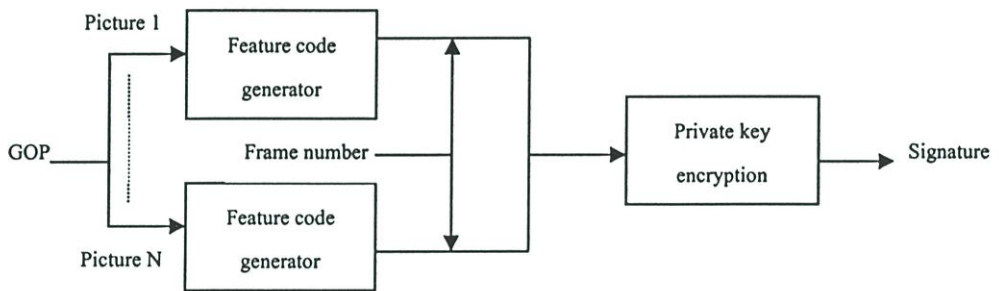 Picture 1
Feature code
generator
GOP
Frame number
Private key
encryption
Signature
Feature code
generator
Picture N